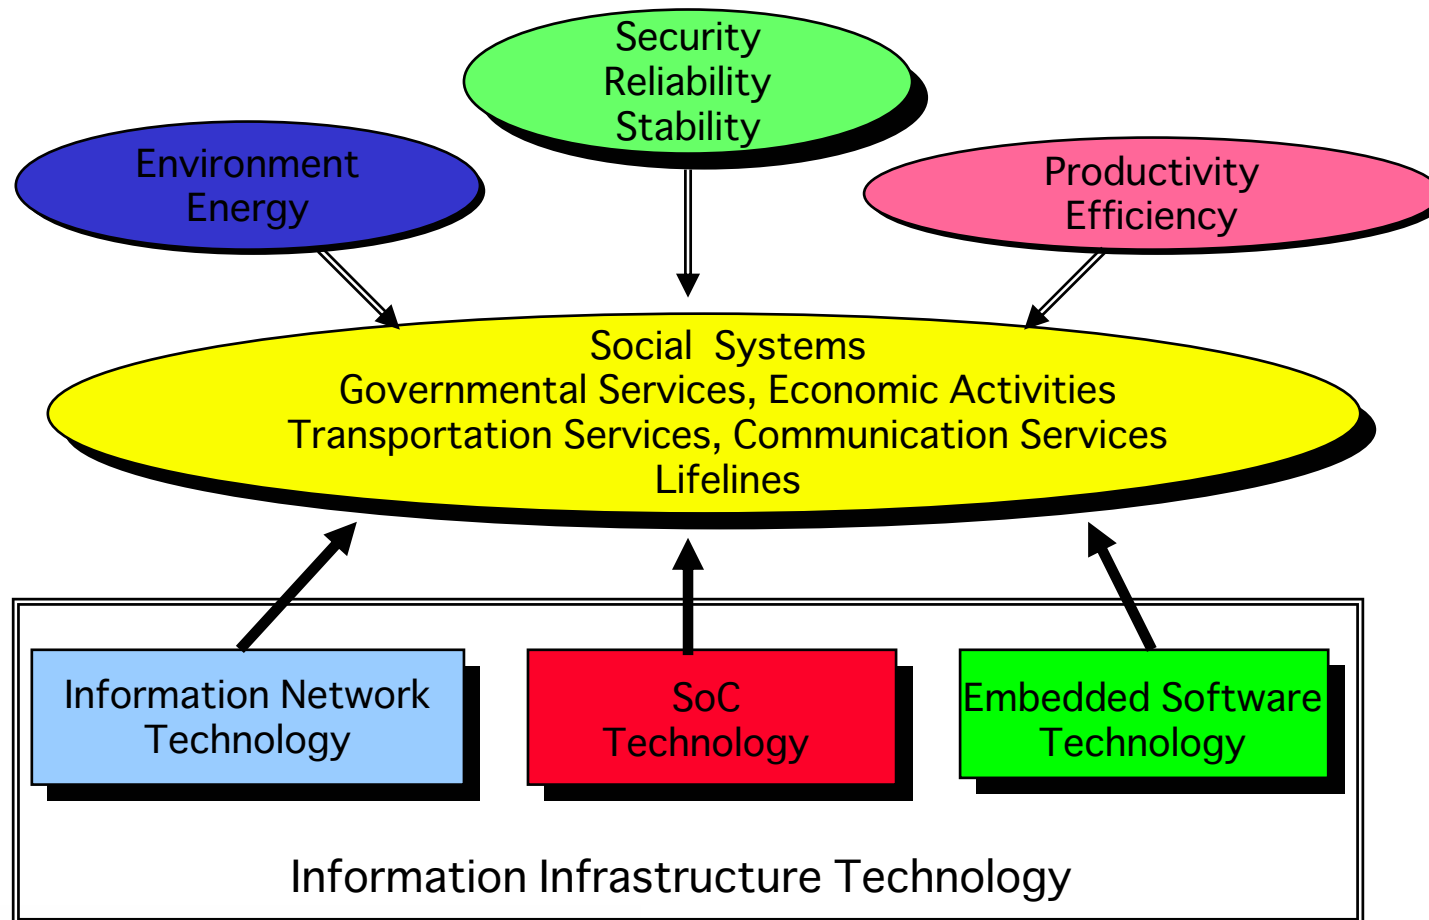 Security
Reliability
Stability
Environment
Energy
Productivity
Efficiency
Social Systems
Governmental Services, Economic Activities
Transportation Services, Communication Services
Lifelines
Information Network
Technology
SoC
Technology
Embedded Software
Technology
Information Infrastructure Technology